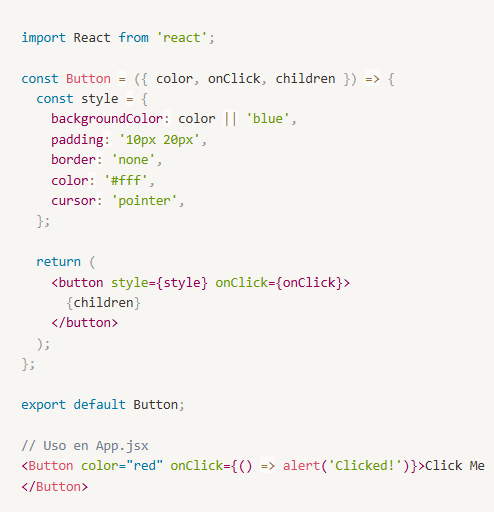 import React from 'react';
const Button = ({ color, onClick, children }) => {
  const style = {
    backgroundColor: color || 'blue',
    padding: '10px 20px',
    border: 'none',
    color: '#fff',
    cursor: 'pointer',
  };
  return (
    <button style={style} onClick={onClick}>
      {children}
    </button>
  );
};
export default Button;
// Uso en App.jsx
<Button color="red" onClick={() => alert('Clicked!')}>Click Me
</Button>